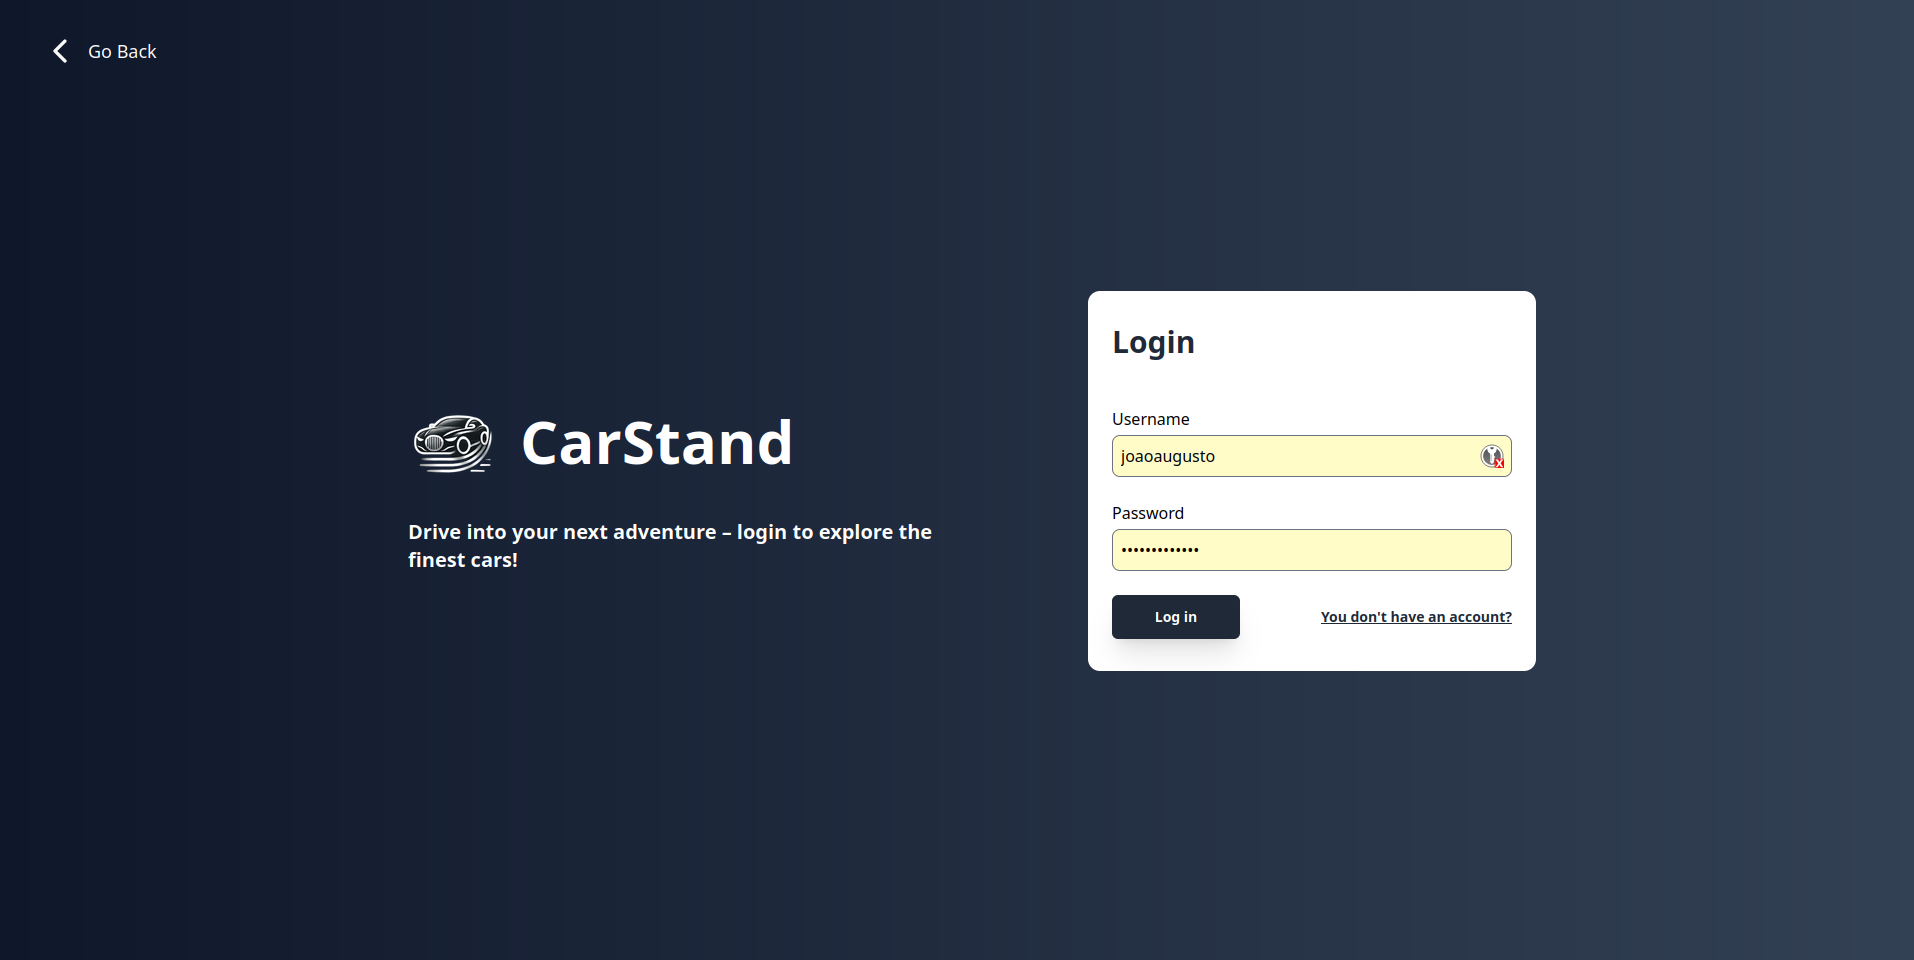 Go Back
CarStand
Drive into your next adventure – login to explore the
finest cars!
Login
Username
joaoaugusto
Password
•••••••••••••
Log in
You don't have an account?